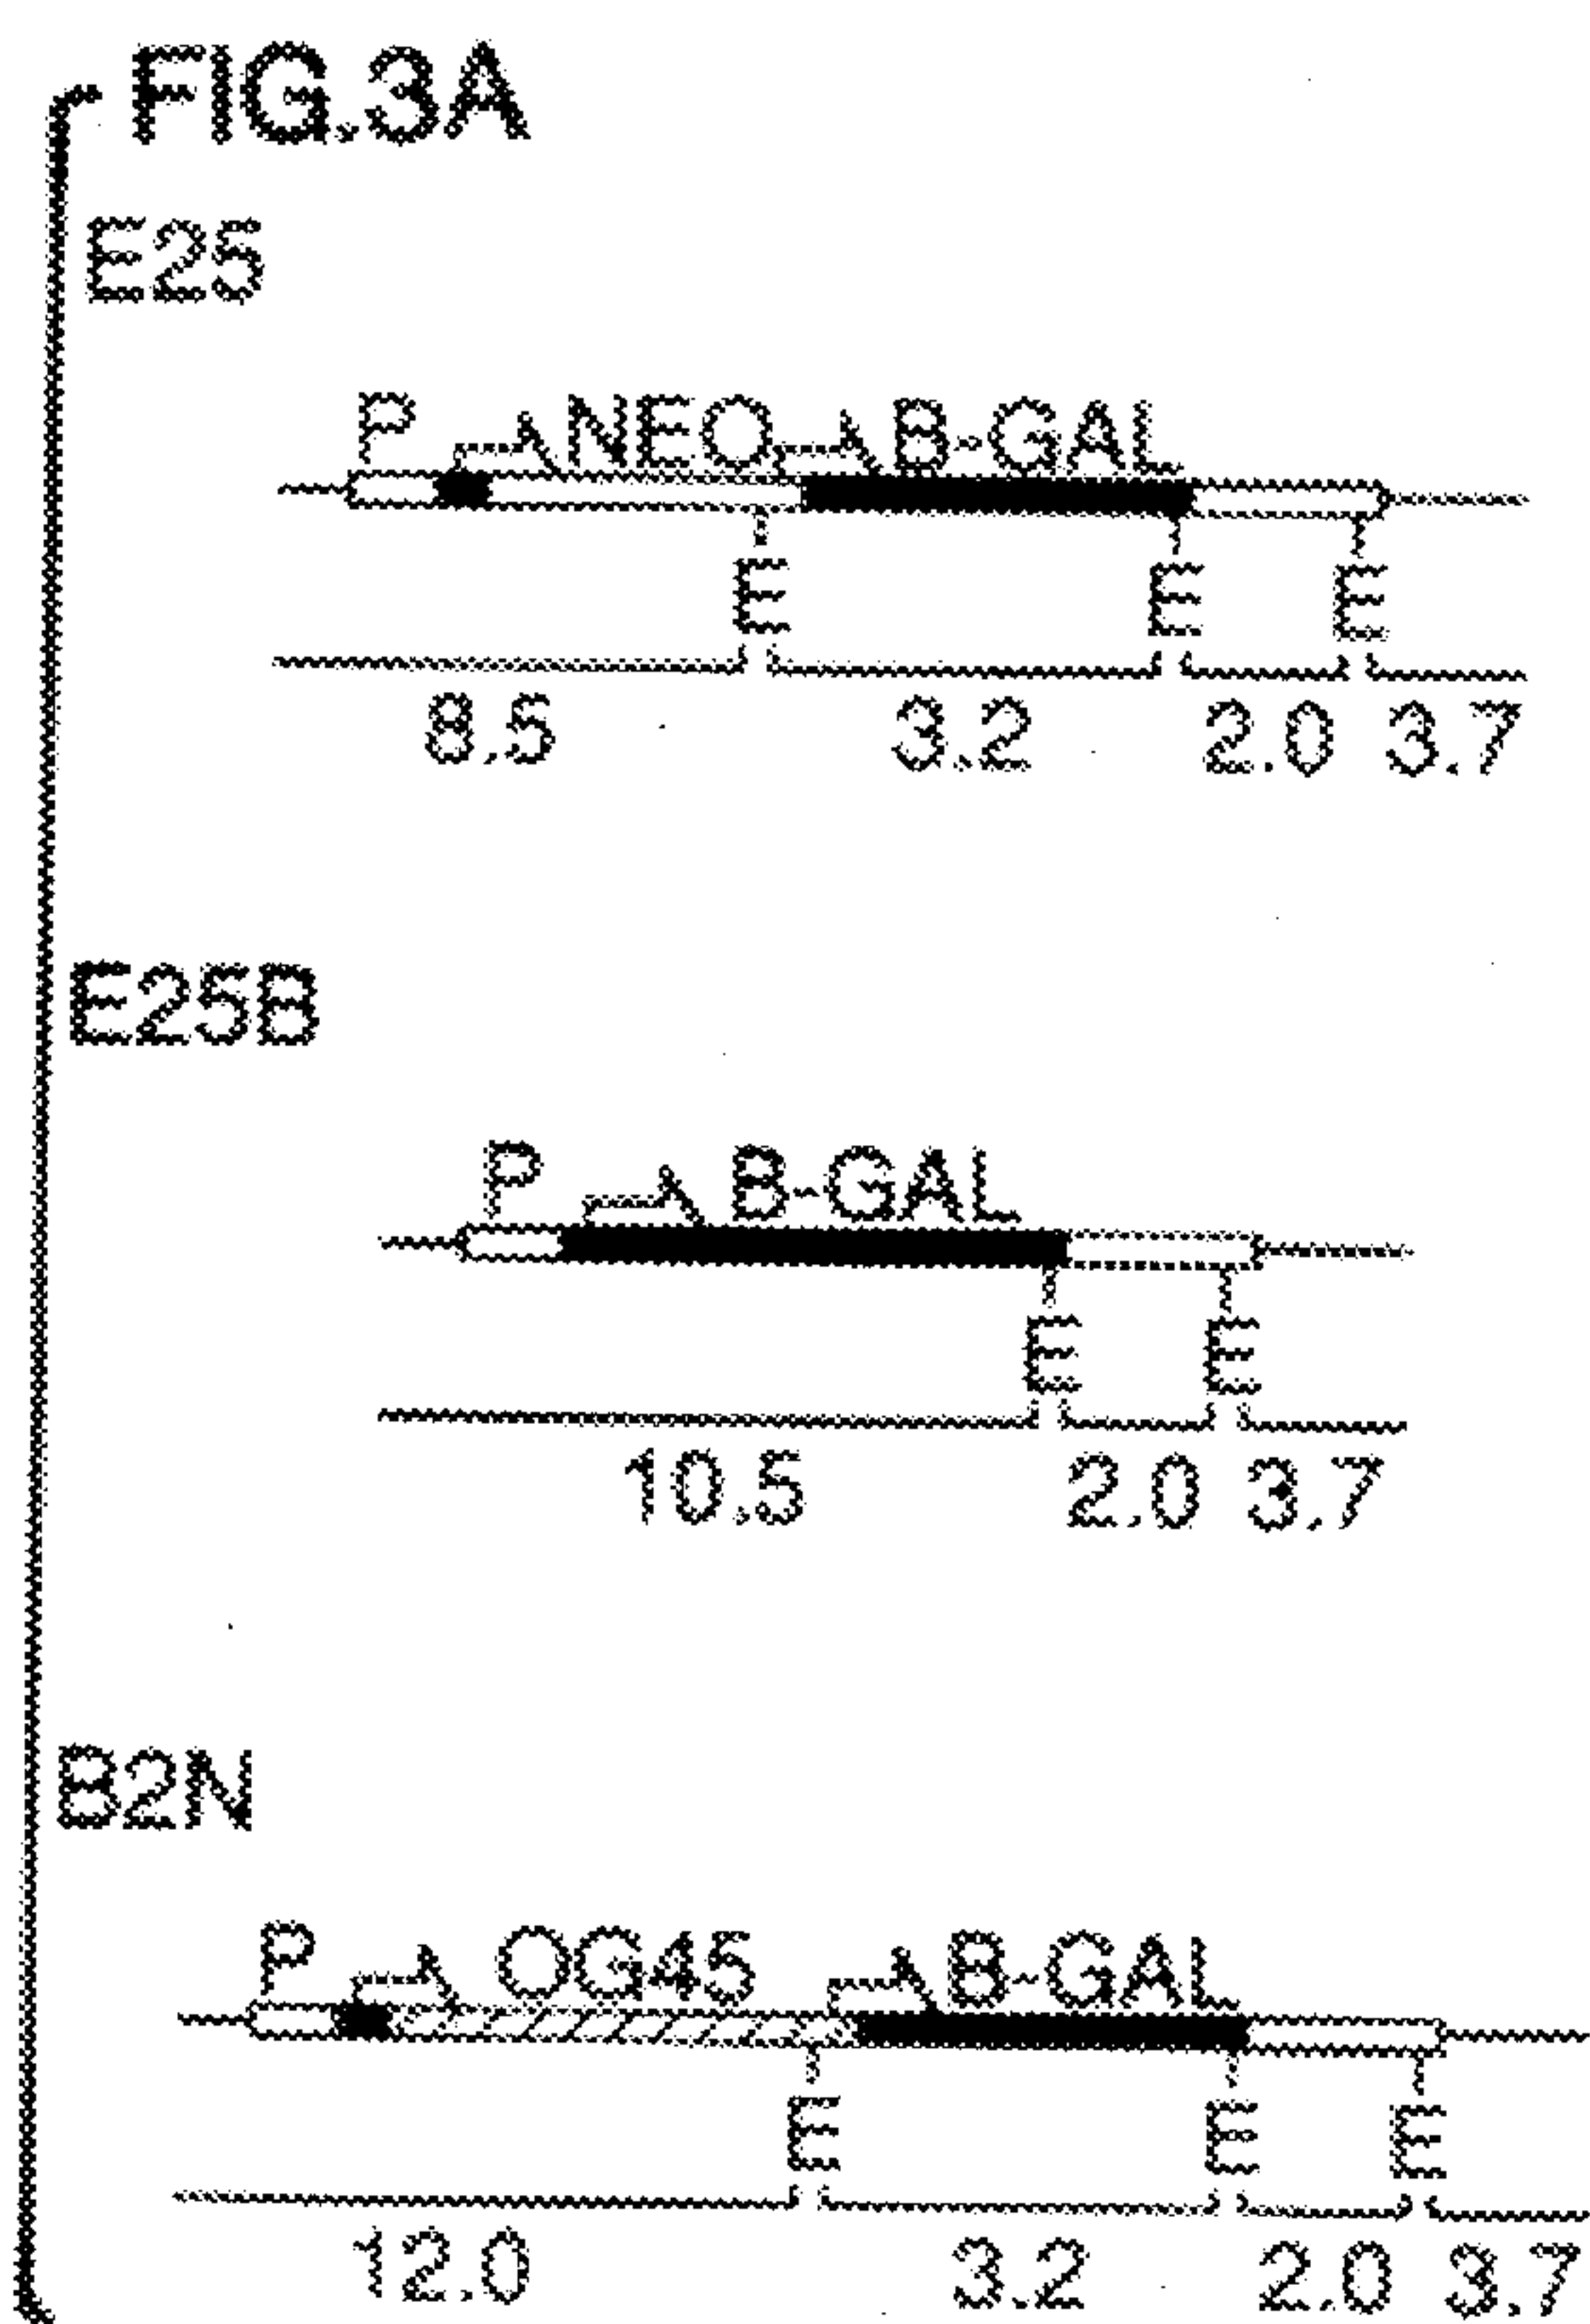 FIG.3A
E25
P NEO B-GAL
E E E
8.5 3.2 2.0 3.7
E25B
P B-GAL
E E
10.5 2.0 3.7
B2N
P OG45 B-GAL
E E E
12.0 3.2 2.0 3.7